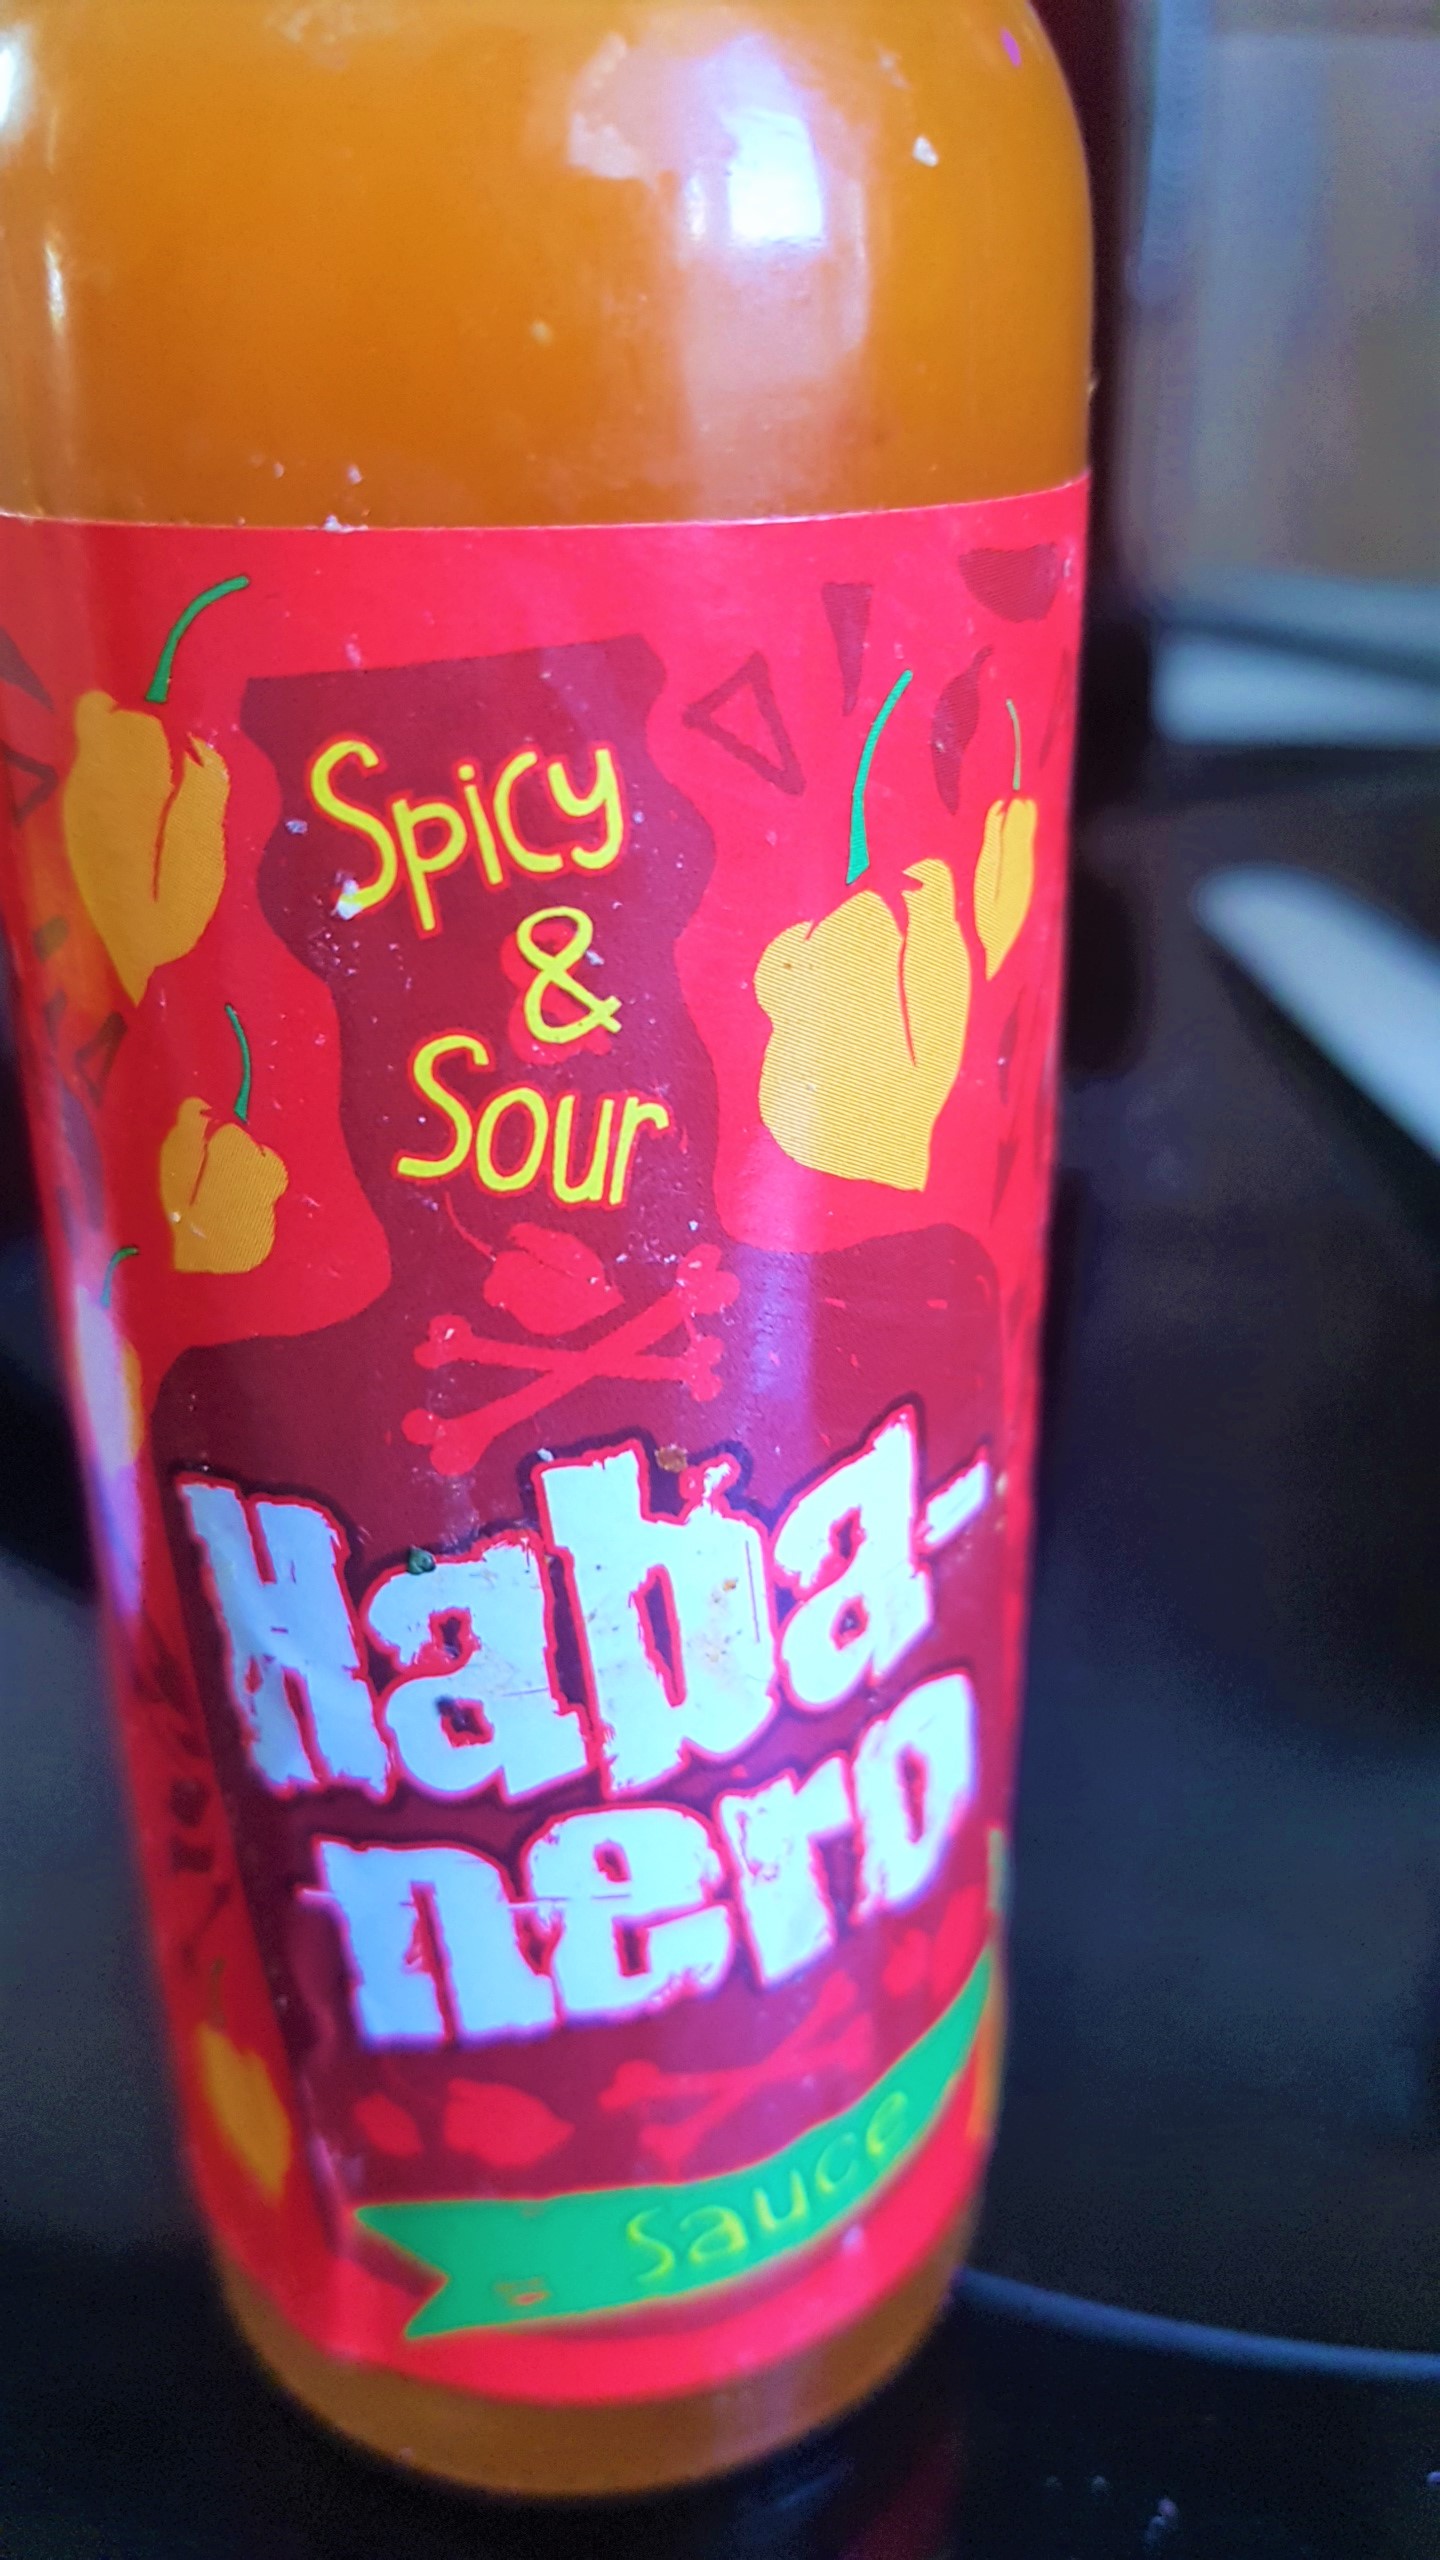 Spicy
&
Sour
Haba-
nero
Sauce